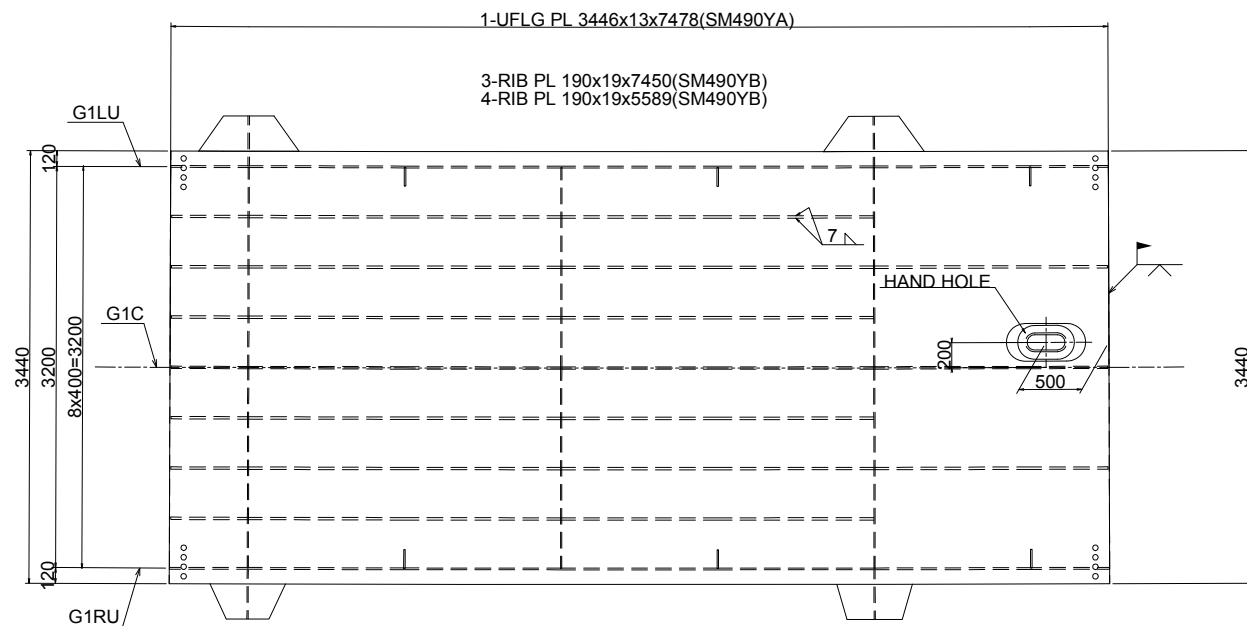 1-UFLG PL 3446x13x7478(SM490YA)
3-RIB PL 190x19x7450(SM490YB)
4-RIB PL 190x19x5589(SM490YB)
G1LU
120
7
HAND HOLE
G1C
3440
3200
8x400=3200
200
500
3440
120
G1RU